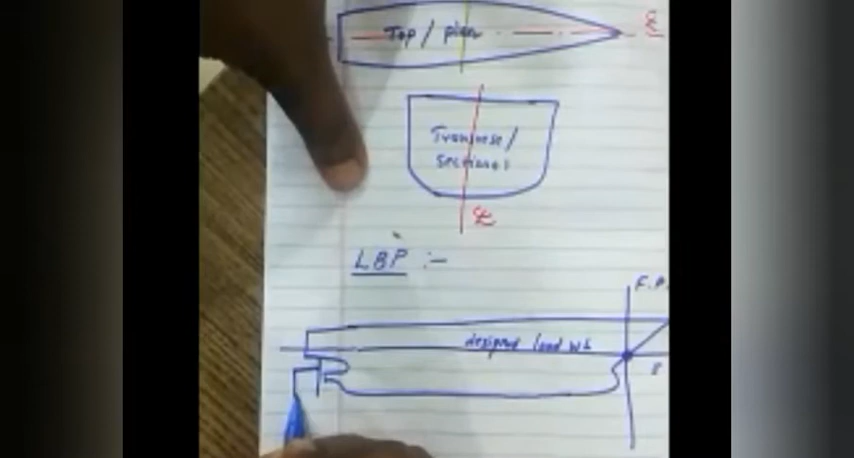 Top / plan
Transverse /
sectional
LBP :-
F.P.
designed load WL